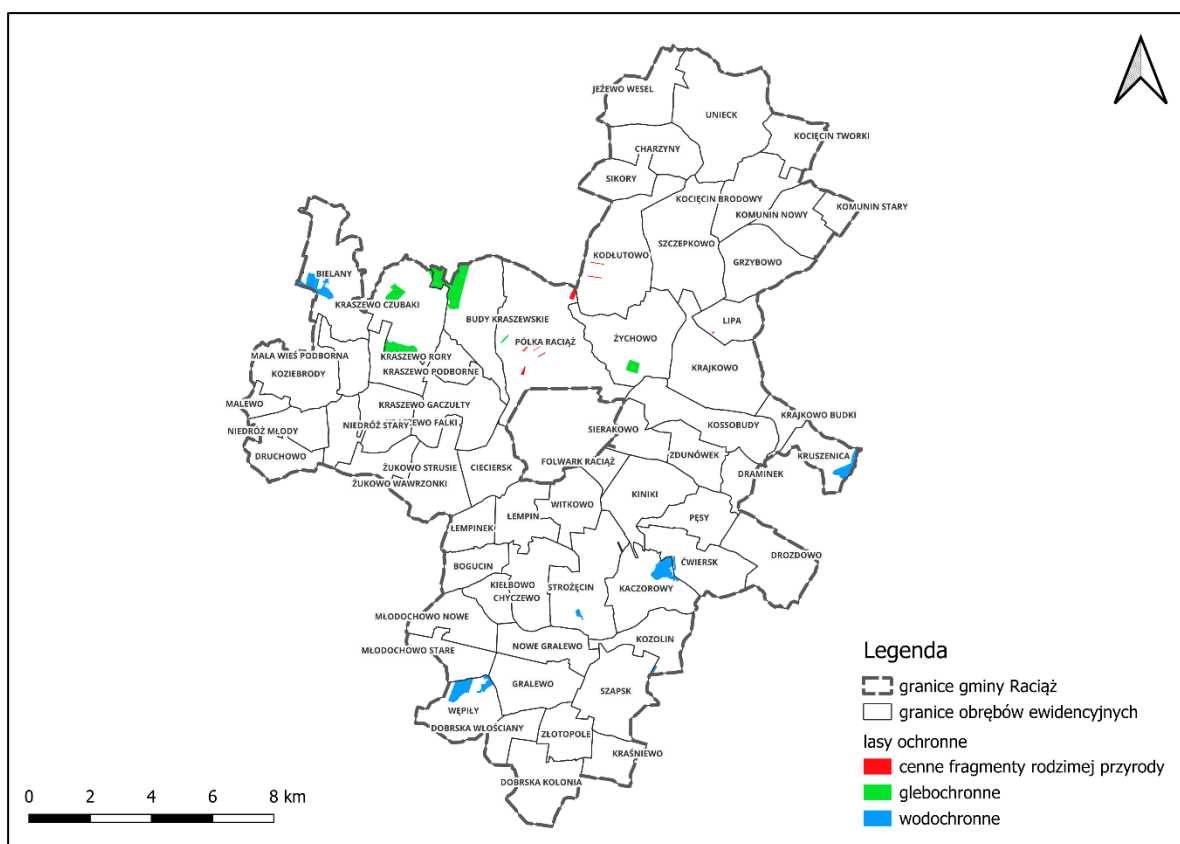 JEŻEWO WESEL
UNIECK
KOCIĘCIN TWORKI
CHARZYNY
SIKORY
KOCIĘCIN BRODOWY
KOMUNIN STARY
KOMUNIN NOWY
KODŁUTOWO
SZCZEPKOWO
GRZYBOWO
BIELANY
KRASZEWO CZUBAKI
BUDY KRASZEWSKIE
LIPA
PÓŁKA RACIĄŻ
ŻYCHOWO
MAŁA WIEŚ PODBORNA
KRASZEWO RORY
KOZIEBRODY
KRASZEWO PODBORNE
KRAJKOWO
MALEWO
KRASZEWO GACZUŁTY
KRAJKOWO BUDKI
NIEDRÓŻ MŁODY
NIEDRÓŻ STARY
FALKI
SIERAKOWO
KOSSOBUDY
DRUCHOWO
ZDUNÓWEK
KRUSZENICA
ŻUKOWO STRUSIE
CIECIERSK
FOLWARK RACIĄŻ
DRAMINEK
ŻUKOWO WAWRZONKI
KINIKI
WITKOWO
ŁEMPINEK
ŁEMPIN
PĘSY
DROZDOWO
BOGUCIN
ĆWIERSK
KIEŁBOWO
STROŻĘCIN
KACZOROWY
CHYCZEWO
MŁODOCHOWO NOWE
KOZOLIN
MŁODOCHOWO STARE
NOWE GRALEWO
GRALEWO
SZAPSK
WĘPIŁY
DOBRSKA WŁOŚCIANY
ZŁOTOPOLE
KRAŚNIEWO
DOBRSKA KOLONIA
Legenda
granice gminy Raciąż
granice obrębów ewidencyjnych
lasy ochronne
cenne fragmenty rodzimej przyrody
glebochronne
wodochronne
0 2 4 6 8 km